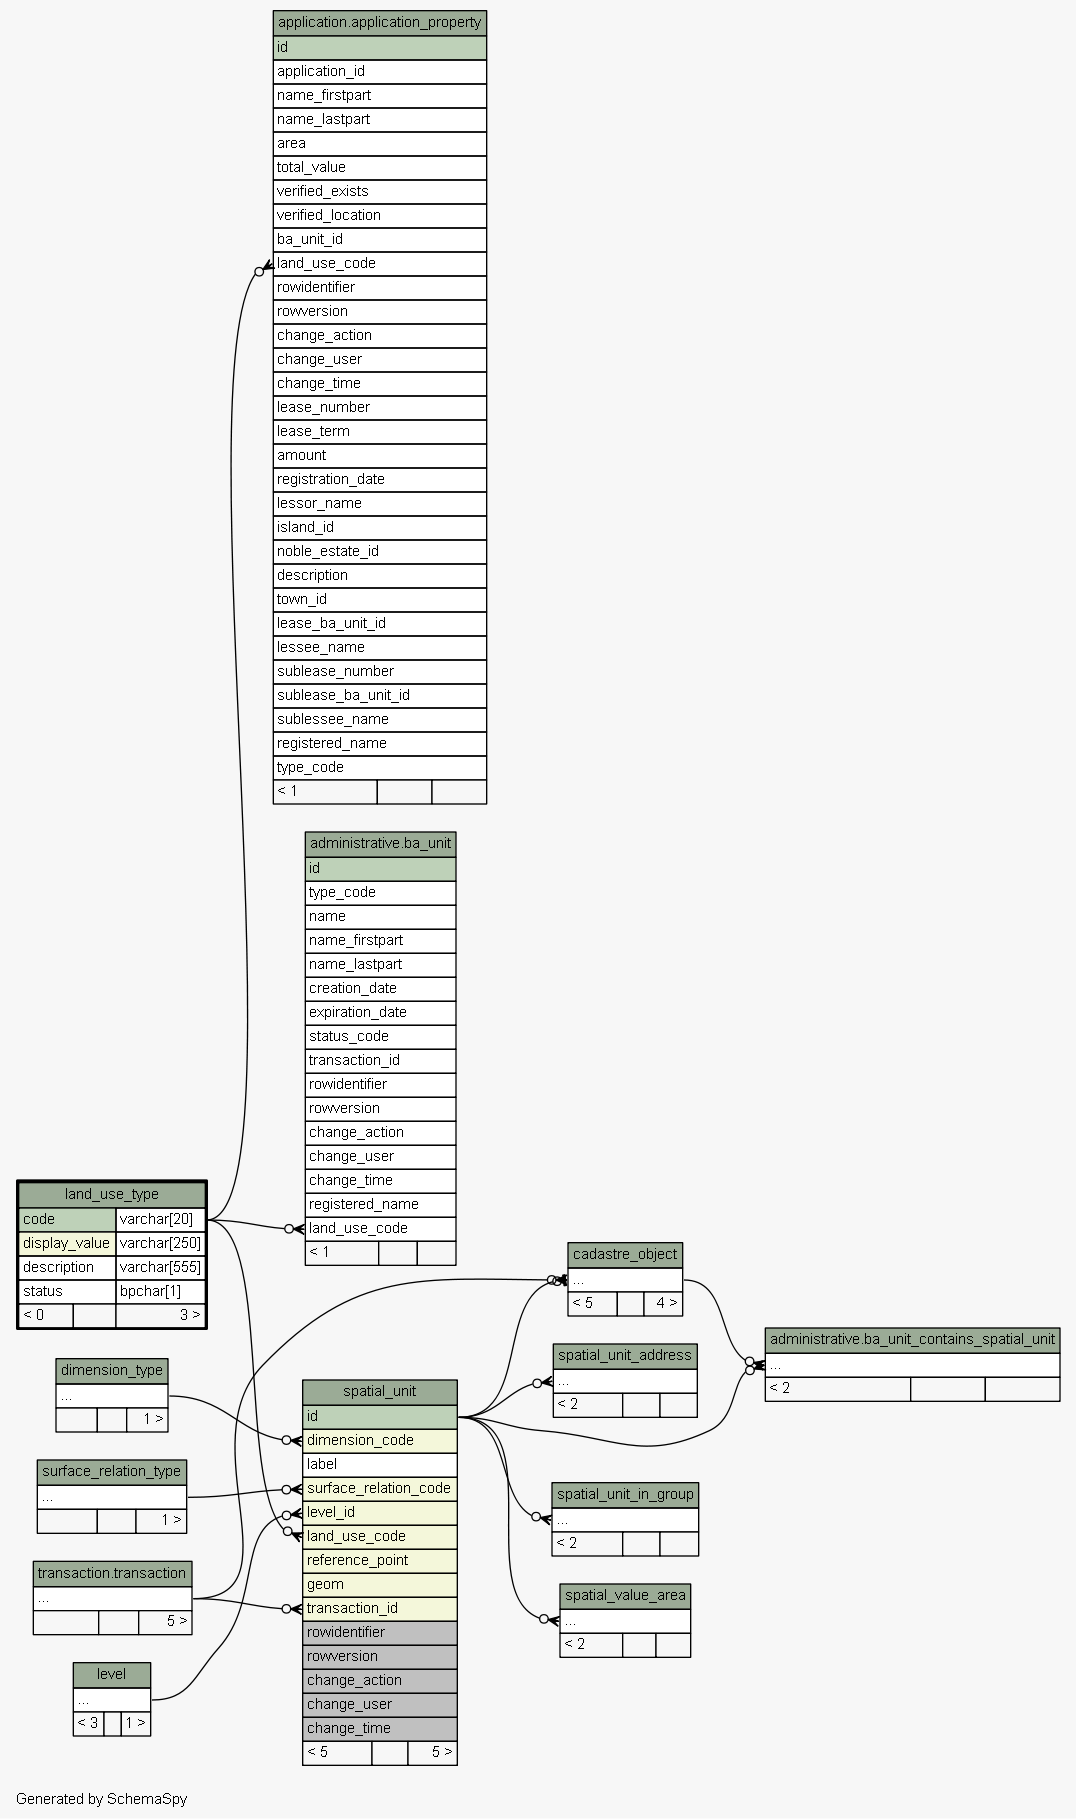 application.application_property
id
application_id
name_firstpart
name_lastpart
area
total_value
verified_exists
verified_location
ba_unit_id
land_use_code
rowidentifier
rowversion
change_action
change_user
change_time
lease_number
lease_term
amount
registration_date
lessor_name
island_id
noble_estate_id
description
town_id
lease_ba_unit_id
lessee_name
sublease_number
sublease_ba_unit_id
sublessee_name
registered_name
type_code
< 1
administrative.ba_unit
id
type_code
name
name_firstpart
name_lastpart
creation_date
expiration_date
status_code
transaction_id
rowidentifier
rowversion
change_action
change_user
change_time
registered_name
land_use_code
< 1
land_use_type
code varchar[20]
display_value varchar[250]
description varchar[555]
status bpchar[1]
< 0 3 >
cadastre_object
...
< 5 4 >
administrative.ba_unit_contains_spatial_unit
...
< 2
spatial_unit_address
...
< 2
dimension_type
...
1 >
surface_relation_type
...
1 >
transaction.transaction
...
5 >
level
...
< 3 1 >
spatial_unit
id
dimension_code
label
surface_relation_code
level_id
land_use_code
reference_point
geom
transaction_id
rowidentifier
rowversion
change_action
change_user
change_time
< 5 5 >
spatial_unit_in_group
...
< 2
spatial_value_area
...
< 2
Generated by SchemaSpy